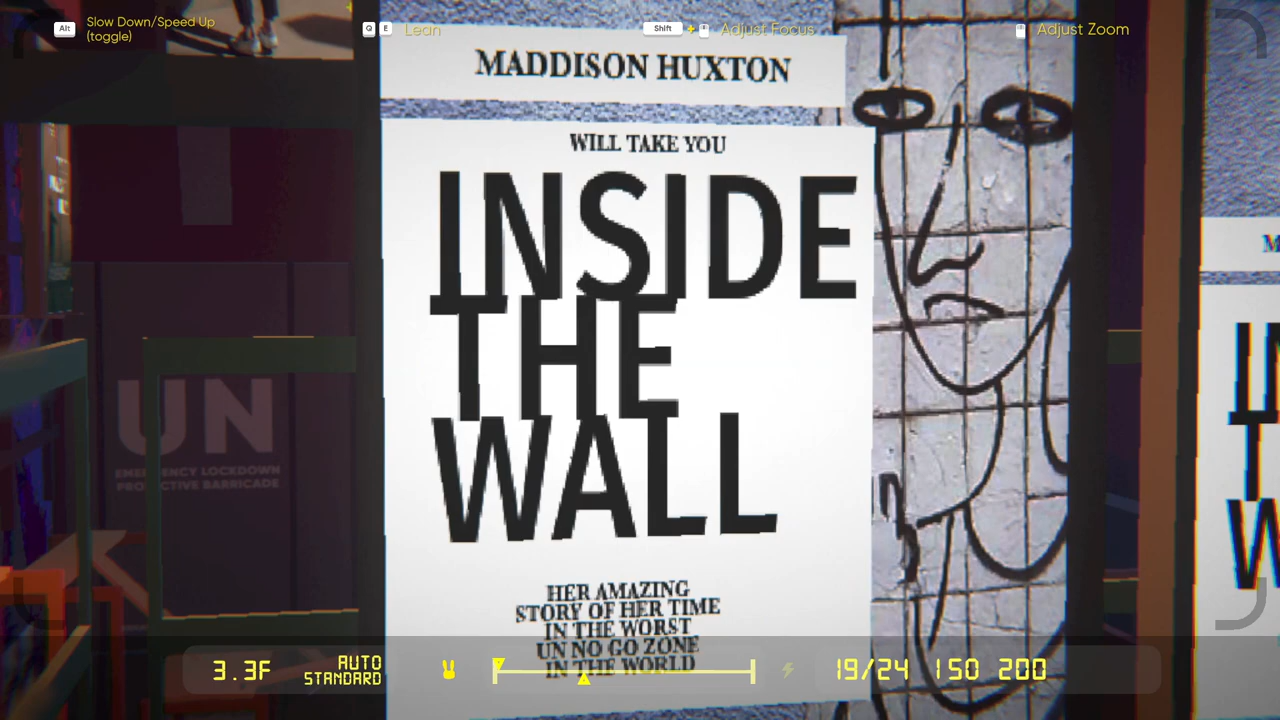 Alt
Slow Down/Speed Up
(toggle)
Q E Lean
Shift + Adjust Focus
Adjust Zoom
MADDISON HUXTON
WILL TAKE YOU
INSIDE
THE
WALL
HER AMAZING
STORY OF HER TIME
IN THE WORST
UN NO GO ZONE
IN THE WORLD
UN
EMERGENCY LOCKDOWN
PROTECTIVE BARRICADE
3.3F
AUTO
STANDARD
19/24 ISO 200